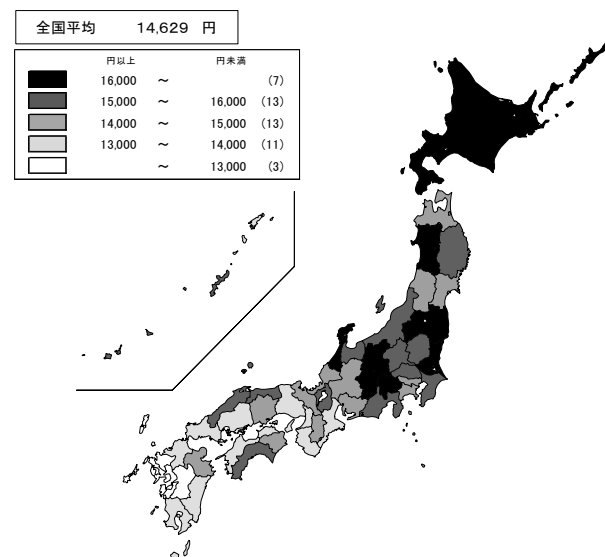 全国平均 14,629 円
円以上 円未満
16,000 ～ (7)
15,000 ～ 16,000 (13)
14,000 ～ 15,000 (13)
13,000 ～ 14,000 (11)
～ 13,000 (3)